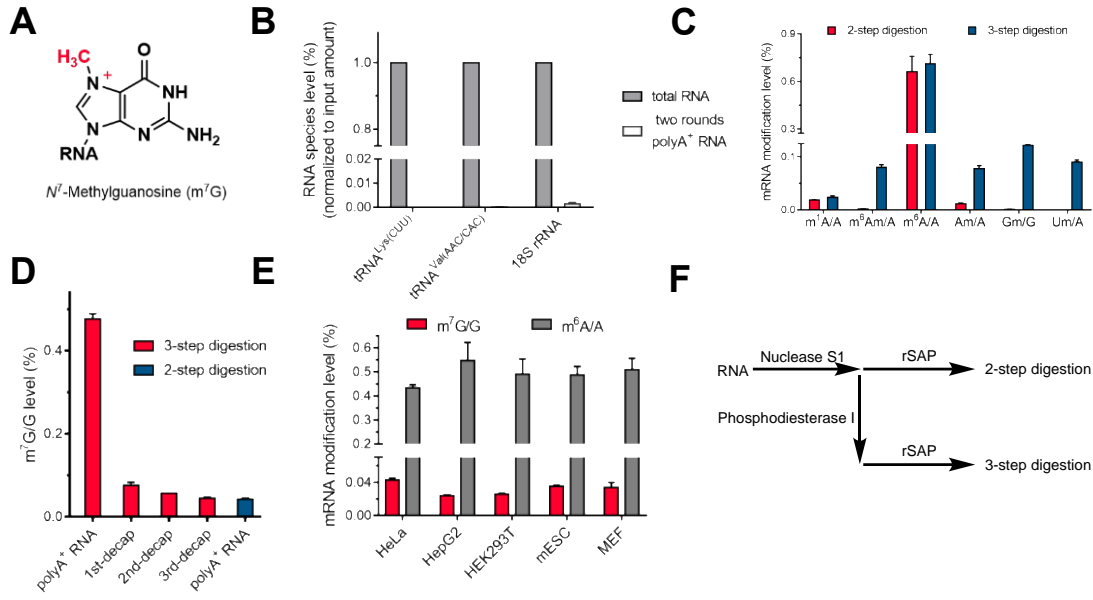 A
H₃C
O
N
+
NH
N
N
NH₂
RNA
N⁷-Methylguanosine (m⁷G)
B
RNA species level (%)
(normalized to input amount)
1.0
0.8
0.02
0.01
0.00
tRNA^Lys(CUU)
tRNA^Val(AAC/CAC)
18S rRNA
total RNA
two rounds
polyA⁺ RNA
C
2-step digestion
3-step digestion
mRNA modification level (%)
0.9
0.6
0.3
0.1
0.0
m¹A/A
m⁶Am/A
m⁶A/A
Am/A
Gm/G
Um/A
D
m⁷G/G level (%)
0.4
0.2
0.0
3-step digestion
2-step digestion
polyA⁺ RNA
1st-decap
2nd-decap
3rd-decap
polyA⁺ RNA
E
m⁷G/G
m⁶A/A
mRNA modification level (%)
0.6
0.5
0.4
0.3
0.2
0.04
0.00
HeLa
HepG2
HEK293T
mESC
MEF
F
RNA
Nuclease S1
rSAP
2-step digestion
Phosphodiesterase I
rSAP
3-step digestion